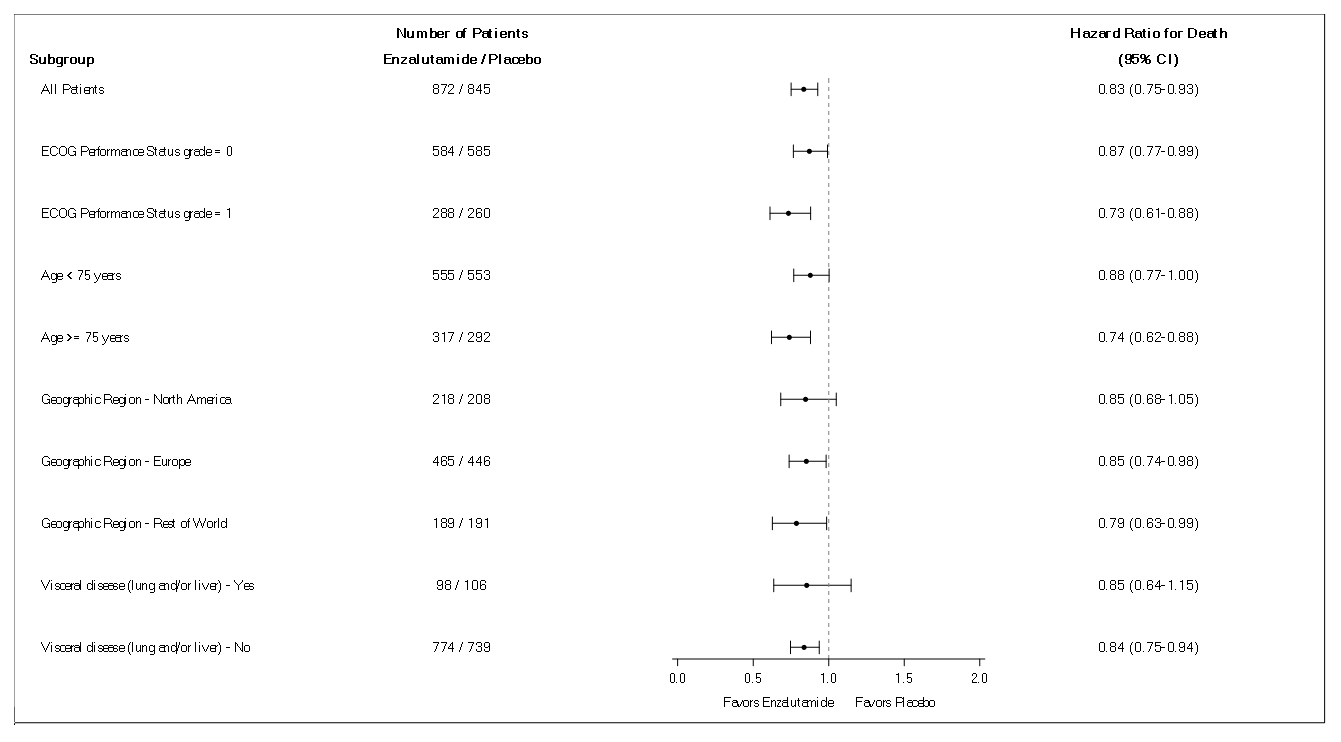 Number of Patients Hazard Ratio for Death
Subgroup Enzalutamide / Placebo (95% CI)
All Patients 872 / 845 0.83 (0.75-0.93)
ECOG Performance Status grade = 0 584 / 585 0.87 (0.77-0.99)
ECOG Performance Status grade = 1 288 / 260 0.73 (0.61-0.88)
Age < 75 years 555 / 553 0.88 (0.77-1.00)
Age >= 75 years 317 / 292 0.74 (0.62-0.88)
Geographic Region - North America 218 / 208 0.85 (0.68-1.05)
Geographic Region - Europe 465 / 446 0.85 (0.74-0.98)
Geographic Region - Rest of World 189 / 191 0.79 (0.63-0.99)
Visceral disease (lung and/or liver) - Yes 98 / 106 0.85 (0.64-1.15)
Visceral disease (lung and/or liver) - No 774 / 739 0.84 (0.75-0.94)
0.0 0.5 1.0 1.5 2.0
Favors Enzalutamide Favors Placebo